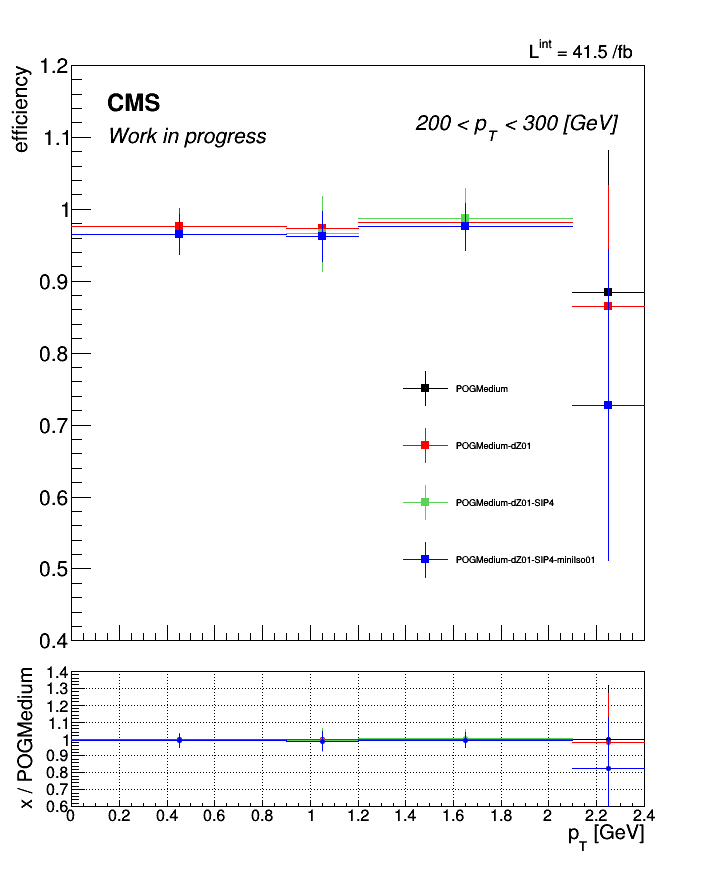 L^int = 41.5 /fb
efficiency
CMS
Work in progress
200 < p_T < 300 [GeV]
1.2
1.1
1
0.9
0.8
0.7
0.6
0.5
0.4
POGMedium
POGMedium-dZ01
POGMedium-dZ01-SIP4
POGMedium-dZ01-SIP4-miniIso01
x / POGMedium
1.4
1.3
1.2
1.1
1
0.9
0.8
0.7
0.6
0 0.2 0.4 0.6 0.8 1 1.2 1.4 1.6 1.8 2 2.2 2.4
p_T [GeV]